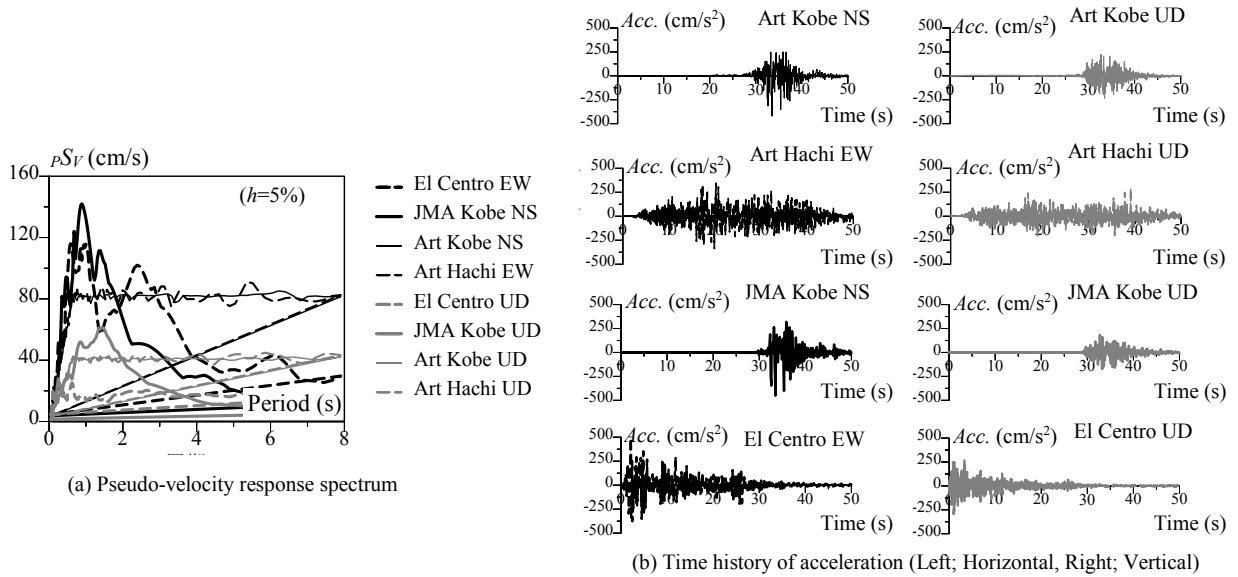 PSV (cm/s)
160
(h=5%)
120
80
40
Period (s)
0
0 2 4 6 8
El Centro EW
JMA Kobe NS
Art Kobe NS
Art Hachi EW
El Centro UD
JMA Kobe UD
Art Kobe UD
Art Hachi UD
(a) Pseudo-velocity response spectrum
500 Acc. (cm/s2) Art Kobe NS
250
0
0 10 20 30 40 50
-250
-500 Time (s)
500 Acc. (cm/s2) Art Kobe UD
250
0
0 10 20 30 40 50
-250
-500 Time (s)
500 Acc. (cm/s2) Art Hachi EW
250
0
0 10 20 30 40 50
-250
-500 Time (s)
500 Acc. (cm/s2) Art Hachi UD
250
0
0 10 20 30 40 50
-250
-500 Time (s)
500 Acc. (cm/s2) JMA Kobe NS
250
0
0 10 20 30 40 50
-250
-500 Time (s)
500 Acc. (cm/s2) JMA Kobe UD
250
0
0 10 20 30 40 50
-250
-500 Time (s)
500 Acc. (cm/s2) El Centro EW
250
0
0 10 20 30 40 50
-250
-500 Time (s)
500 Acc. (cm/s2) El Centro UD
250
0
0 10 20 30 40 50
-250
-500 Time (s)
(b) Time history of acceleration (Left; Horizontal, Right; Vertical)